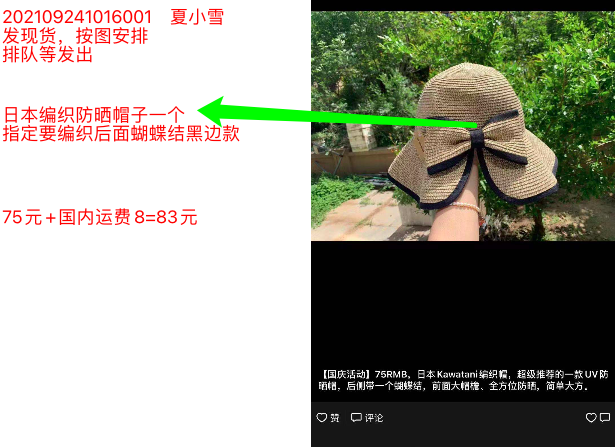 202109241016001 夏小雪
发现货，按图安排
排队等发出
日本编织防晒帽子一个
指定要编织后面蝴蝶结黑边款
75元+国内运费8=83元
【国庆活动】75RMB，日本Kawatani编织帽，超级推荐的一款UV防
晒帽，后侧带一个蝴蝶结，前面大帽檐、全方位防晒，简单大方。
赞 评论